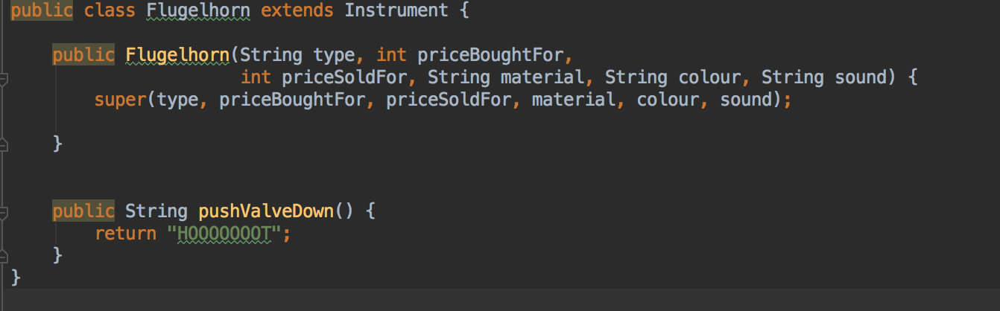 public class Flugelhorn extends Instrument {
public Flugelhorn(String type, int priceBoughtFor,
int priceSoldFor, String material, String colour, String sound) {
super(type, priceBoughtFor, priceSoldFor, material, colour, sound);
}
public String pushValveDown() {
return "HOOOOOOOT";
}
}